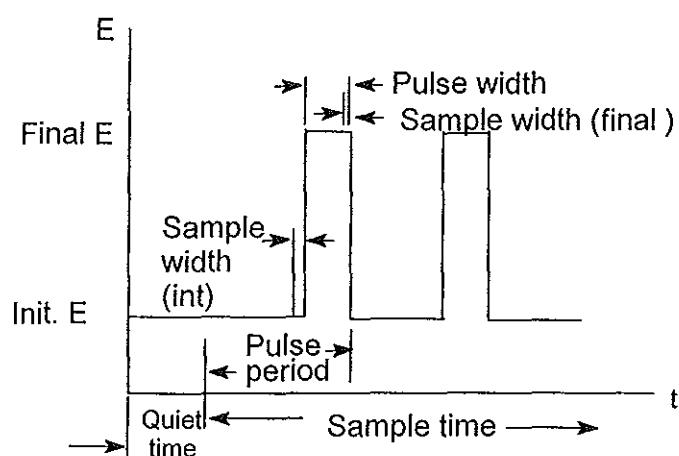 E
Pulse width
Final E
Sample width (final )
Sample
width
(int)
Init. E
Pulse
period
t
Quiet
time
Sample time